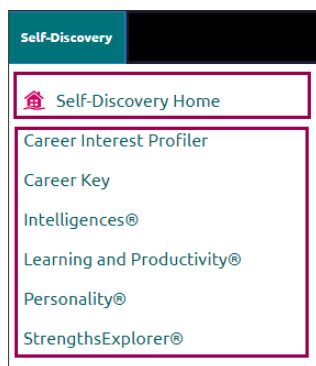 Self-Discovery
Self-Discovery Home
Career Interest Profiler
Career Key
Intelligences®
Learning and Productivity®
Personality®
StrengthsExplorer®